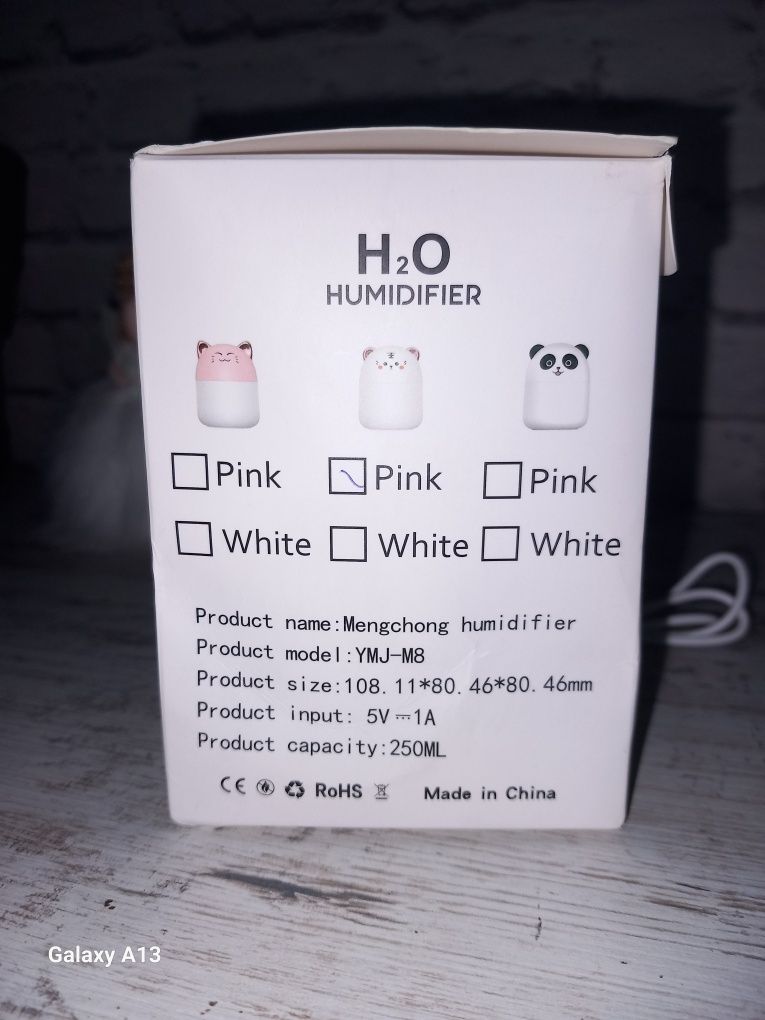 H₂O
HUMIDIFIER
Pink Pink Pink
White White White
Product name:Mengchong humidifier
Product model:YMJ-M8
Product size:108.11*80.46*80.46mm
Product input: 5V⎓1A
Product capacity:250ML
CE RoHS Made in China
Galaxy A13